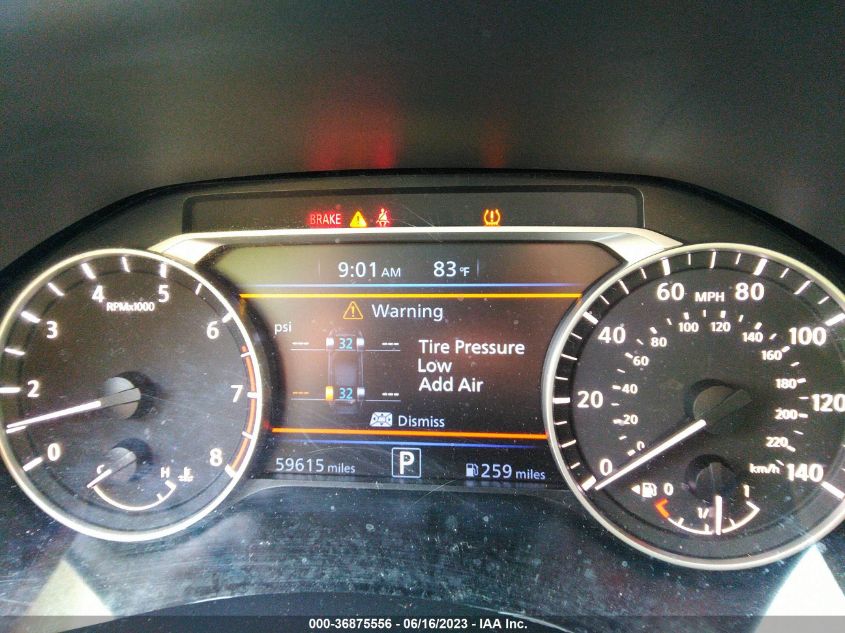 BRAKE
9:01 AM 83°F
Warning
psi
--- 32 ---
Tire Pressure
Low
Add Air
--- 32 ---
Dismiss
59615 miles P 259 miles
0 2 3 4 5 6 7 8
RPMx1000
C H
0 20 40 60 80 100 120 140
MPH
0 20 40 60 80 100 120 140 160 180 200 220
km/h
0 1/ 1
000-36875556 - 06/16/2023 - IAA Inc.